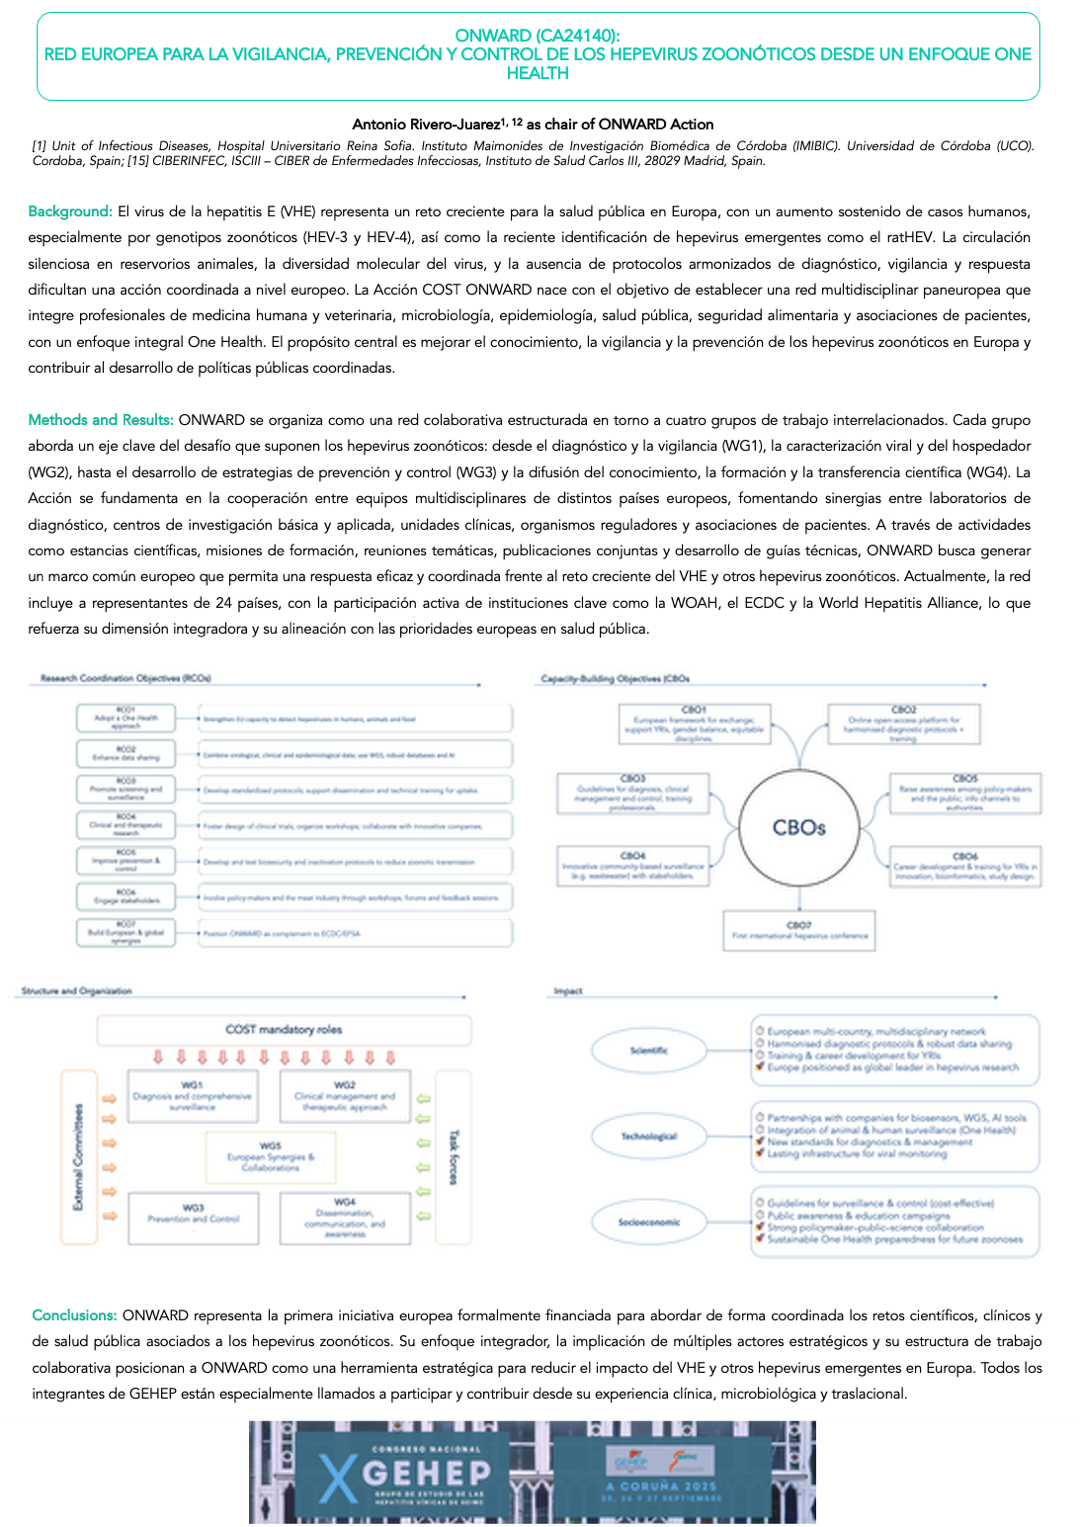 ONWARD (CA24140):
RED EUROPEA PARA LA VIGILANCIA, PREVENCIÓN Y CONTROL DE LOS HEPEVIRUS ZOONÓTICOS DESDE UN ENFOQUE ONE
HEALTH
Antonio Rivero-Juarez1, 12 as chair of ONWARD Action
[1] Unit of Infectious Diseases, Hospital Universitario Reina Sofia. Instituto Maimonides de Investigación Biomédica de Córdoba (IMIBIC). Universidad de Córdoba (UCO).
Cordoba, Spain; [15] CIBERINFEC, ISCIII – CIBER de Enfermedades Infecciosas, Instituto de Salud Carlos III, 28029 Madrid, Spain.
Background: El virus de la hepatitis E (VHE) representa un reto creciente para la salud pública en Europa, con un aumento sostenido de casos humanos,
especialmente por genotipos zoonóticos (HEV-3 y HEV-4), así como la reciente identificación de hepevirus emergentes como el ratHEV. La circulación
silenciosa en reservorios animales, la diversidad molecular del virus, y la ausencia de protocolos armonizados de diagnóstico, vigilancia y respuesta
dificultan una acción coordinada a nivel europeo. La Acción COST ONWARD nace con el objetivo de establecer una red multidisciplinar paneuropea que
integre profesionales de medicina humana y veterinaria, microbiología, epidemiología, salud pública, seguridad alimentaria y asociaciones de pacientes,
con un enfoque integral One Health. El propósito central es mejorar el conocimiento, la vigilancia y la prevención de los hepevirus zoonóticos en Europa y
contribuir al desarrollo de políticas públicas coordinadas.
Methods and Results: ONWARD se organiza como una red colaborativa estructurada en torno a cuatro grupos de trabajo interrelacionados. Cada grupo
aborda un eje clave del desafío que suponen los hepevirus zoonóticos: desde el diagnóstico y la vigilancia (WG1), la caracterización viral y del hospedador
(WG2), hasta el desarrollo de estrategias de prevención y control (WG3) y la difusión del conocimiento, la formación y la transferencia científica (WG4). La
Acción se fundamenta en la cooperación entre equipos multidisciplinares de distintos países europeos, fomentando sinergias entre laboratorios de
diagnóstico, centros de investigación básica y aplicada, unidades clínicas, organismos reguladores y asociaciones de pacientes. A través de actividades
como estancias científicas, misiones de formación, reuniones temáticas, publicaciones conjuntas y desarrollo de guías técnicas, ONWARD busca generar
un marco común europeo que permita una respuesta eficaz y coordinada frente al reto creciente del VHE y otros hepevirus zoonóticos. Actualmente, la red
incluye a representantes de 24 países, con la participación activa de instituciones clave como la WOAH, el ECDC y la World Hepatitis Alliance, lo que
refuerza su dimensión integradora y su alineación con las prioridades europeas en salud pública.
Research Coordination Objectives (RCOs)
RCO1
Adopt a One Health
approach
Strengthen EU capacity to detect hepeviruses in humans, animals and food
RCO2
Enhance data sharing
Combine virological, clinical and epidemiological data, use WGS, robust databases and AI
RCO3
Promote screening and
surveillance
Develop standardized protocols; support dissemination and technical training for uptake.
RCO4
Clinical and therapeutic
research
Foster design of clinical trials, organize workshops, collaborate with innovative companies.
RCO5
Improve prevention &
control
Develop and test biosecurity and inactivation protocols to reduce zoonotic transmission
RCO6
Engage stakeholders
Involve policy-makers and the meat industry through workshops, forums and feedback sessions.
RCO7
Build European & global
synergies
Position ONWARD as complement to ECDC/EFSA
Capacity-Building Objectives (CBOs
CBO1
European framework for exchange;
support YRIs, gender balance, equitable
disciplines.
CBO2
Online open-access platform for
harmonised diagnostic protocols +
training.
CBO3
Guidelines for diagnosis, clinical
management and control; training
professionals.
CBO5
Raise awareness among policy-makers
and the public; info channels to
authorities.
CBOs
CBO4
Innovative community-based surveillance
(e.g. wastewater) with stakeholders.
CBO6
Career development & training for YRIs in
innovation, bioinformatics, study design.
CBO7
First international hepevirus conference
Structure and Organization
COST mandatory roles
External Committees
WG1
Diagnosis and comprehensive
surveillance
WG2
Clinical management and
therapeutic approach
WG5
European Synergies &
Collaborations
WG3
Prevention and Control
WG4
Dissemination,
communication, and
awareness
Task forces
Impact
Scientific
European multi-country, multidisciplinary network
Harmonised diagnostic protocols & robust data sharing
Training & career development for YRIs
Europe positioned as global leader in hepevirus research
Technological
Partnerships with companies for biosensors, WGS, AI tools
Integration of animal & human surveillance (One Health)
New standards for diagnostics & management
Lasting infrastructure for viral monitoring
Socioeconomic
Guidelines for surveillance & control (cost-effective)
Public awareness & education campaigns
Strong policymaker–public–science collaboration
Sustainable One Health preparedness for future zoonoses
Conclusions: ONWARD representa la primera iniciativa europea formalmente financiada para abordar de forma coordinada los retos científicos, clínicos y
de salud pública asociados a los hepevirus zoonóticos. Su enfoque integrador, la implicación de múltiples actores estratégicos y su estructura de trabajo
colaborativa posicionan a ONWARD como una herramienta estratégica para reducir el impacto del VHE y otros hepevirus emergentes en Europa. Todos los
integrantes de GEHEP están especialmente llamados a participar y contribuir desde su experiencia clínica, microbiológica y traslacional.
X CONGRESO NACIONAL
GEHEP
GRUPO DE ESTUDIO DE LAS
HEPATITIS VÍRICAS DE SEIMC
GEHEP
A CORUÑA 2025
25, 26 Y 27 SEPTIEMBRE